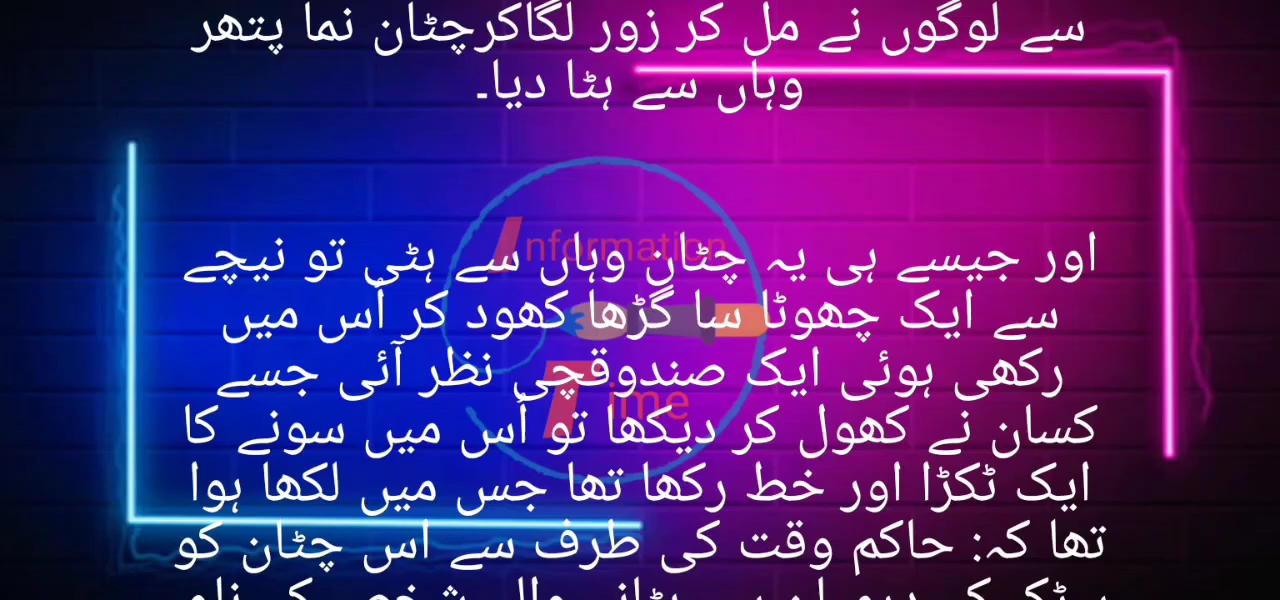 سے لوگوں نے مل کر زور لگاکرچٹان نما پتھر
وہاں سے ہٹا دیا۔
Information
اور جیسے ہی یہ چٹان وہاں سے ہٹی تو نیچے
سے ایک چھوٹا سا گڑھا کھود کر اُس میں
رکھی ہوئی ایک صندوقچی نظر آئی جسے
Time
کسان نے کھول کر دیکھا تو اُس میں سونے کا
ایک ٹکڑا اور خط رکھا تھا جس میں لکھا ہوا
تھا کہ: حاکم وقت کی طرف سے اس چٹان کو